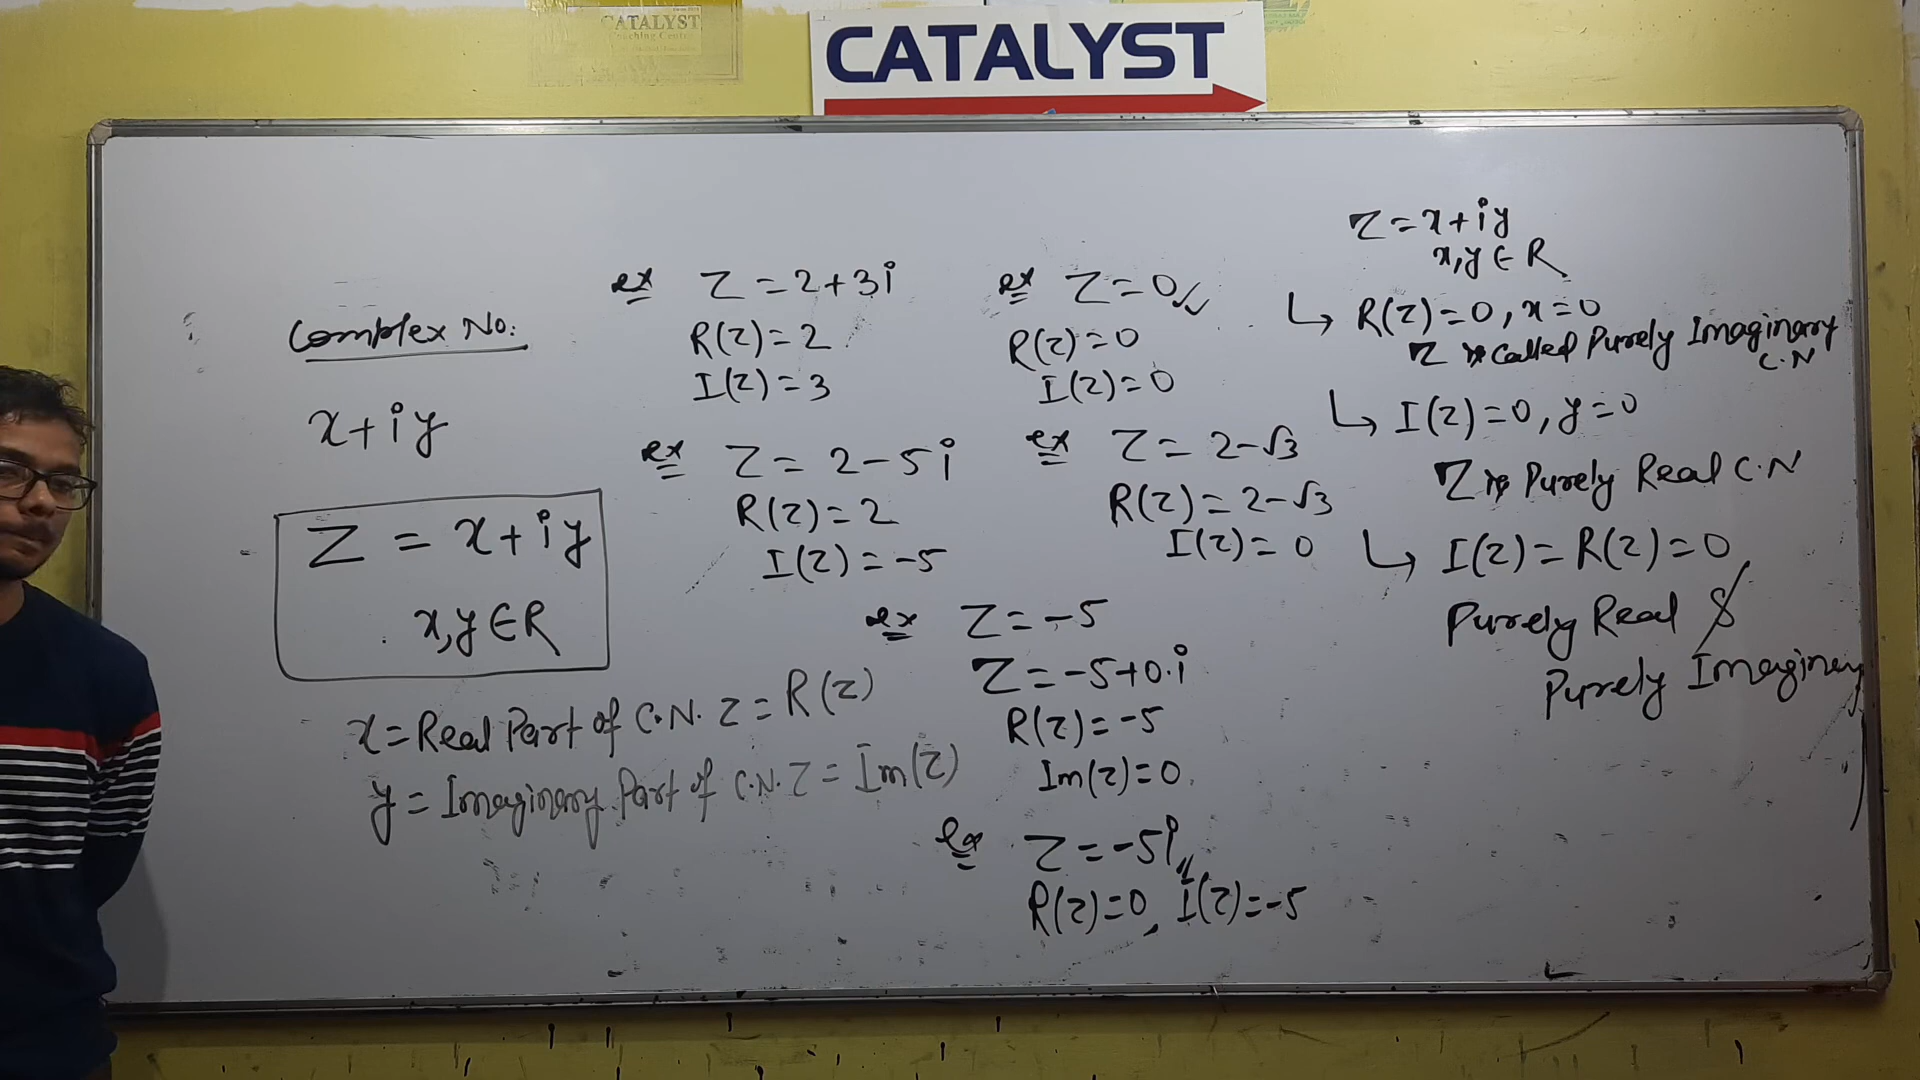 CATALYST
Coaching Centre
CATALYST
Complex No.:
x+iy
Z = x+iy
x,y ∈ R
x = Real Part of C.N. z = R(z)
y = Imaginary Part of C.N. Z = Im(z)
ex Z = 2+3i
R(z) = 2
I(z) = 3
ex Z = 2-5i
R(z) = 2
I(z) = -5
ex Z = 0
R(z) = 0
I(z) = 0
ex Z = 2-√3
R(z) = 2-√3
I(z) = 0
ex Z = -5
Z = -5+0.i
R(z) = -5
Im(z) = 0
ex Z = -5i
R(z) = 0, I(z) = -5
Z = x+iy
x,y ∈ R
↳ R(z) = 0, x = 0
Z is called Purely Imaginary
C.N
↳ I(z) = 0, y = 0
Z is Purely Real C.N
↳ I(z) = R(z) = 0
Purely Real &
Purely Imaginary